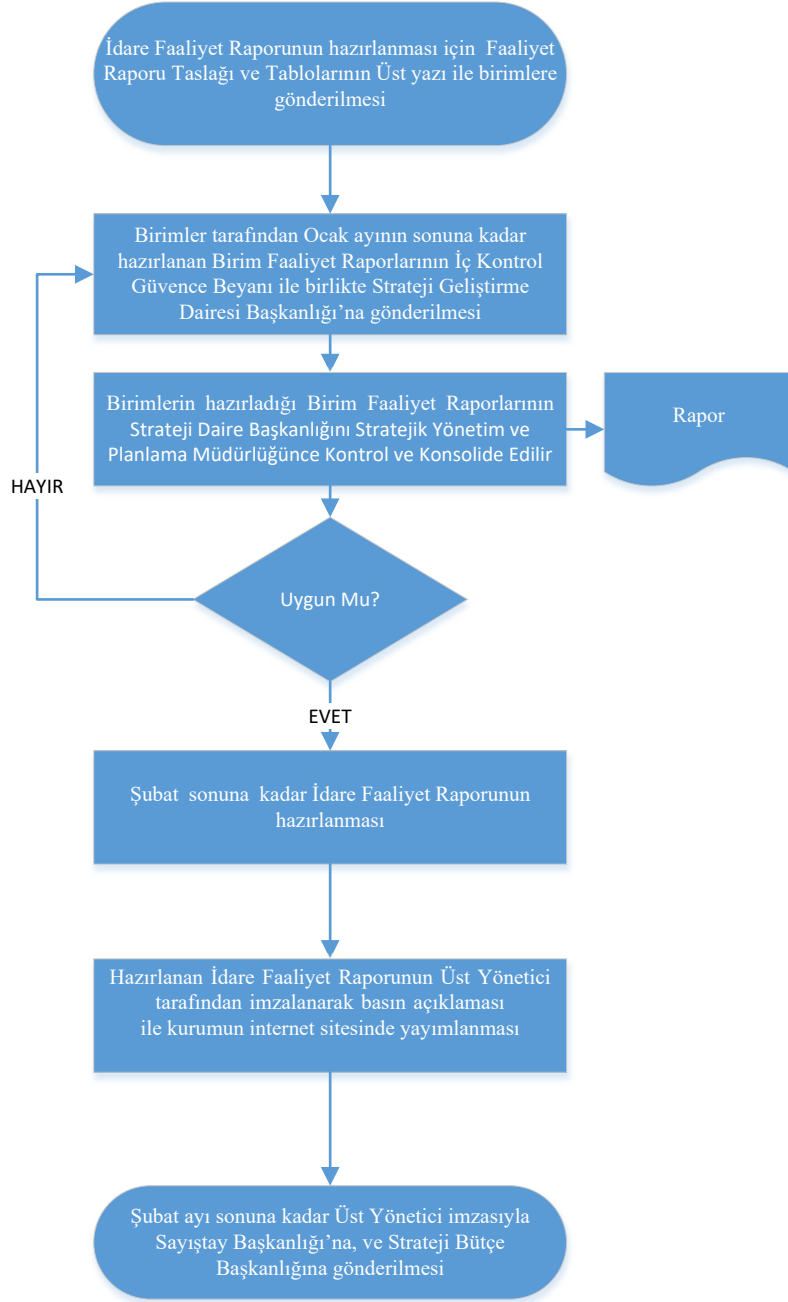 İdare Faaliyet Raporunun hazırlanması için Faaliyet
Raporu Taslağı ve Tablolarının Üst yazı ile birimlere
gönderilmesi
Birimler tarafından Ocak ayının sonuna kadar
hazırlanan Birim Faaliyet Raporlarının İç Kontrol
Güvence Beyanı ile birlikte Strateji Geliştirme
Dairesi Başkanlığı’na gönderilmesi
Birimlerin hazırladığı Birim Faaliyet Raporlarının
Strateji Daire Başkanlığını Stratejik Yönetim ve
Planlama Müdürlüğünce Kontrol ve Konsolide Edilir
Rapor
HAYIR
Uygun Mu?
EVET
Şubat sonuna kadar İdare Faaliyet Raporunun
hazırlanması
Hazırlanan İdare Faaliyet Raporunun Üst Yönetici
tarafından imzalanarak basın açıklaması
ile kurumun internet sitesinde yayımlanması
Şubat ayı sonuna kadar Üst Yönetici imzasıyla
Sayıştay Başkanlığı’na, ve Strateji Bütçe
Başkanlığına gönderilmesi